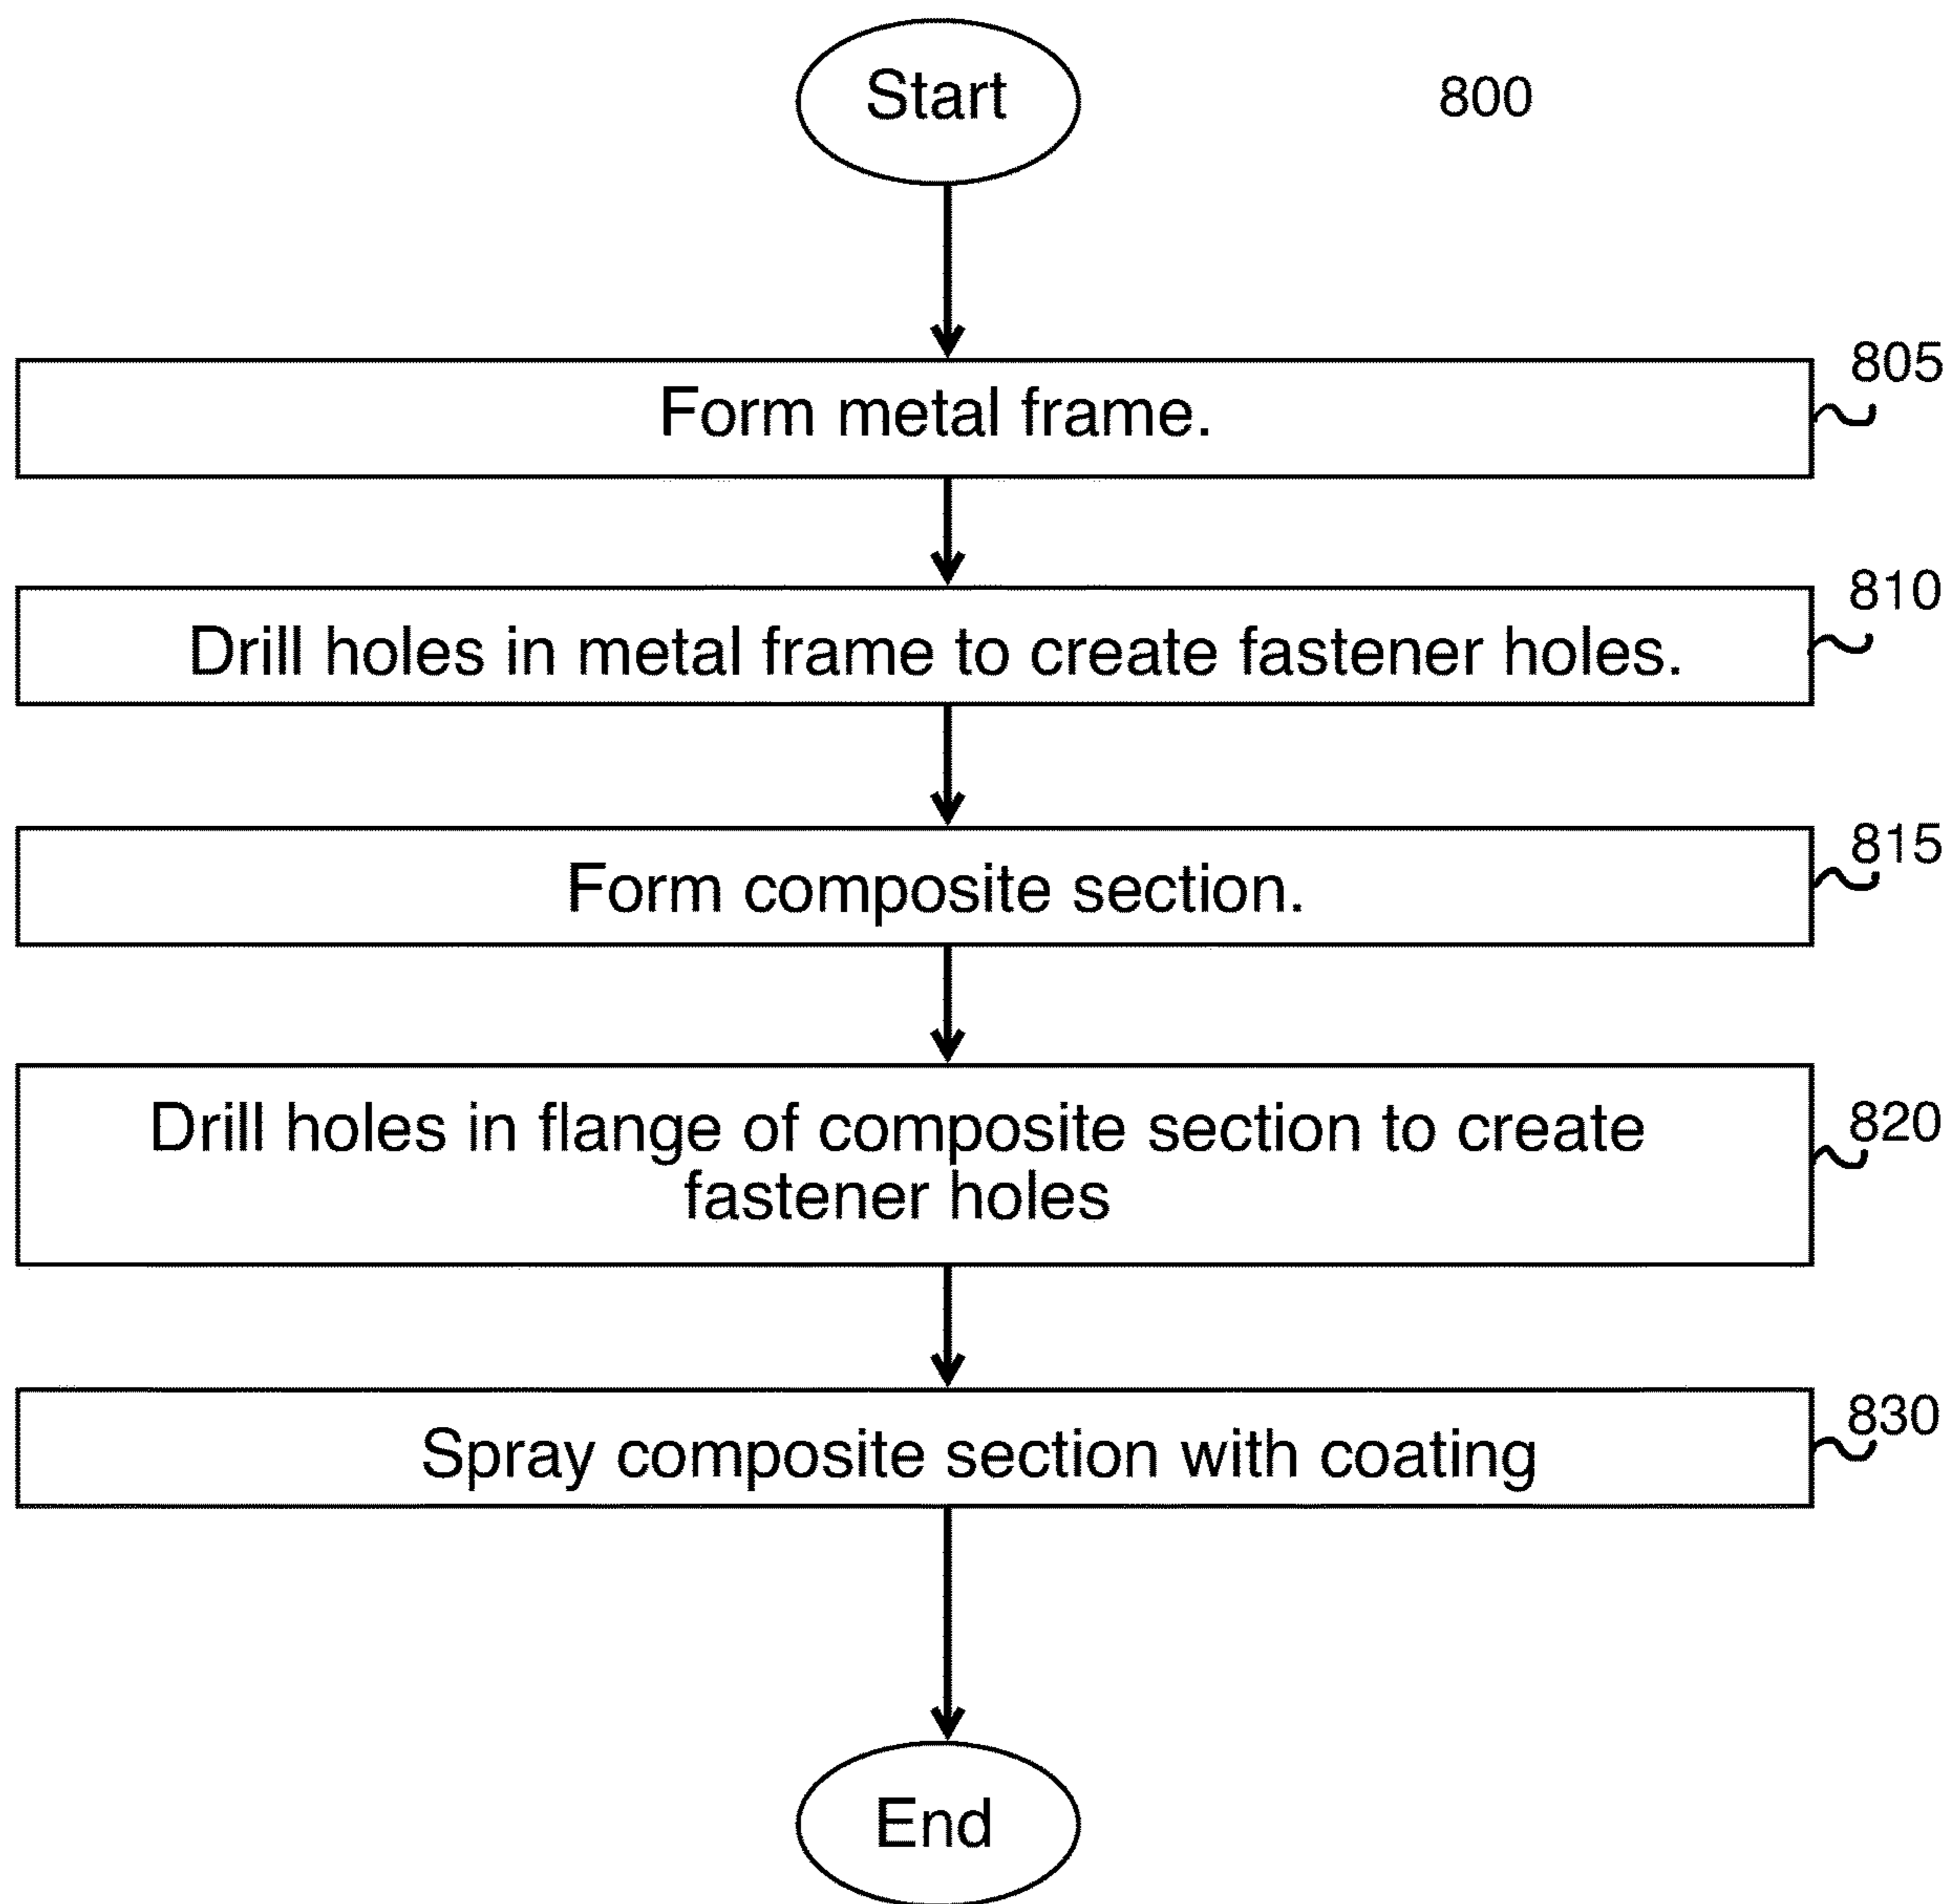 Start
800
805
Form metal frame.
810
Drill holes in metal frame to create fastener holes.
815
Form composite section.
820
Drill holes in flange of composite section to create
fastener holes
830
Spray composite section with coating
End